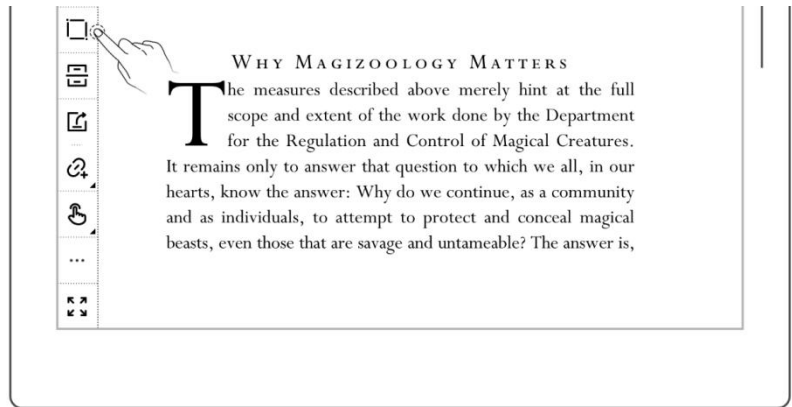 WHY MAGIZOOLOGY MATTERS
The measures described above merely hint at the full
scope and extent of the work done by the Department
for the Regulation and Control of Magical Creatures.
It remains only to answer that question to which we all, in our
hearts, know the answer: Why do we continue, as a community
and as individuals, to attempt to protect and conceal magical
beasts, even those that are savage and untameable? The answer is,